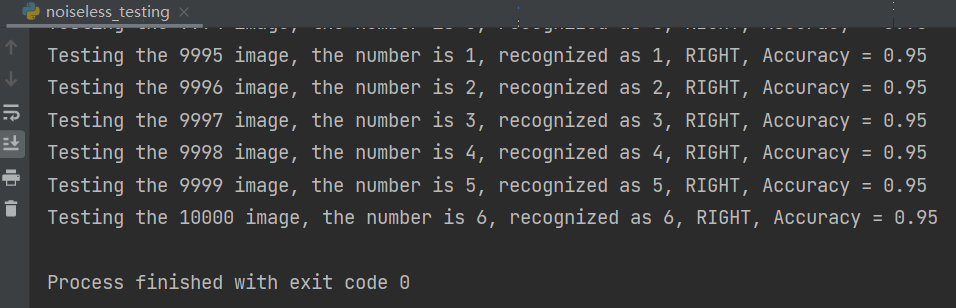 noiseless_testing
Testing the 9995 image, the number is 1, recognized as 1, RIGHT, Accuracy = 0.95
Testing the 9996 image, the number is 2, recognized as 2, RIGHT, Accuracy = 0.95
Testing the 9997 image, the number is 3, recognized as 3, RIGHT, Accuracy = 0.95
Testing the 9998 image, the number is 4, recognized as 4, RIGHT, Accuracy = 0.95
Testing the 9999 image, the number is 5, recognized as 5, RIGHT, Accuracy = 0.95
Testing the 10000 image, the number is 6, recognized as 6, RIGHT, Accuracy = 0.95
Process finished with exit code 0